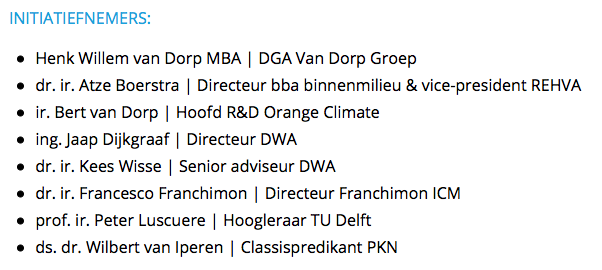 INITIATIEFNEMERS:
• Henk Willem van Dorp MBA | DGA Van Dorp Groep
• dr. ir. Atze Boerstra | Directeur bba binnenmilieu & vice-president REHVA
• ir. Bert van Dorp | Hoofd R&D Orange Climate
• ing. Jaap Dijkgraaf | Directeur DWA
• dr. ir. Kees Wisse | Senior adviseur DWA
• dr. ir. Francesco Franchimon | Directeur Franchimon ICM
• prof. ir. Peter Luscuere | Hoogleraar TU Delft
• ds. dr. Wilbert van Iperen | Classispredikant PKN